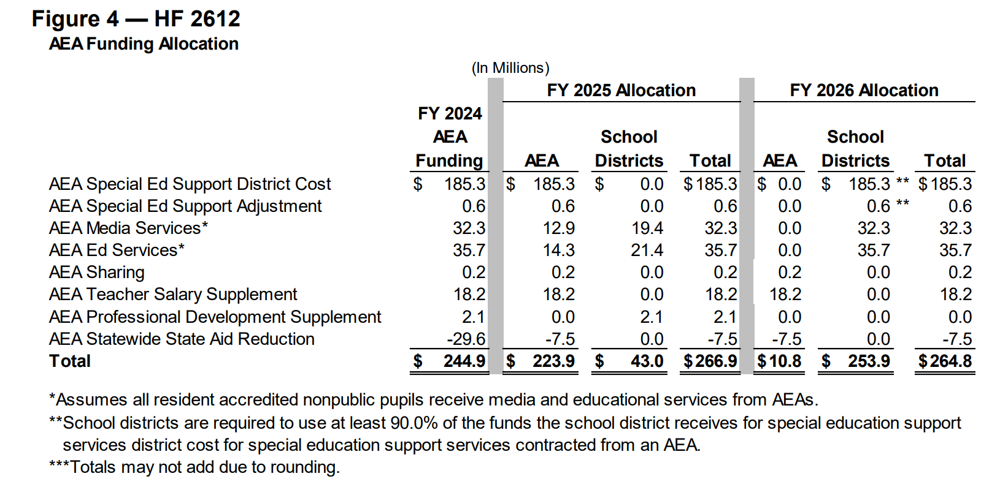 Figure 4 — HF 2612
AEA Funding Allocation
(In Millions)
FY 2025 Allocation FY 2026 Allocation
FY 2024
AEA School School
Funding AEA Districts Total AEA Districts Total
AEA Special Ed Support District Cost $ 185.3 $ 185.3 $ 0.0 $ 185.3 $ 0.0 $ 185.3 ** $ 185.3
AEA Special Ed Support Adjustment 0.6 0.6 0.0 0.6 0.0 0.6 ** 0.6
AEA Media Services* 32.3 12.9 19.4 32.3 0.0 32.3 32.3
AEA Ed Services* 35.7 14.3 21.4 35.7 0.0 35.7 35.7
AEA Sharing 0.2 0.2 0.0 0.2 0.2 0.0 0.2
AEA Teacher Salary Supplement 18.2 18.2 0.0 18.2 18.2 0.0 18.2
AEA Professional Development Supplement 2.1 0.0 2.1 2.1 0.0 0.0 0.0
AEA Statewide State Aid Reduction -29.6 -7.5 0.0 -7.5 -7.5 0.0 -7.5
Total $ 244.9 $ 223.9 $ 43.0 $ 266.9 $ 10.8 $ 253.9 $ 264.8
*Assumes all resident accredited nonpublic pupils receive media and educational services from AEAs.
**School districts are required to use at least 90.0% of the funds the school district receives for special education support
services district cost for special education support services contracted from an AEA.
***Totals may not add due to rounding.